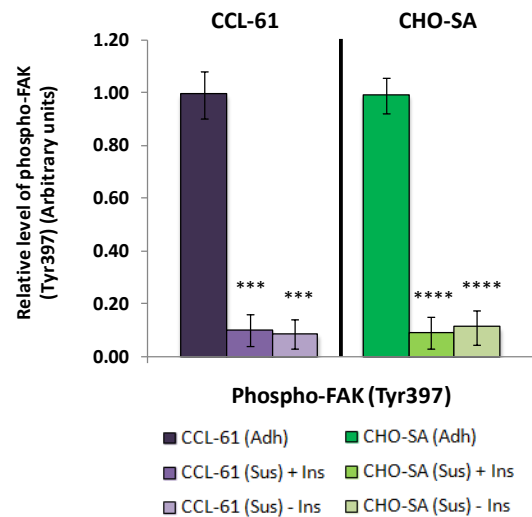 CCL-61 CHO-SA
Relative level of phospho-FAK
(Tyr397) (Arbitrary units)
1.20
1.00
0.80
0.60
0.40
0.20
0.00
*** *** **** ****
Phospho-FAK (Tyr397)
CCL-61 (Adh) CHO-SA (Adh)
CCL-61 (Sus) + Ins CHO-SA (Sus) + Ins
CCL-61 (Sus) - Ins CHO-SA (Sus) - Ins